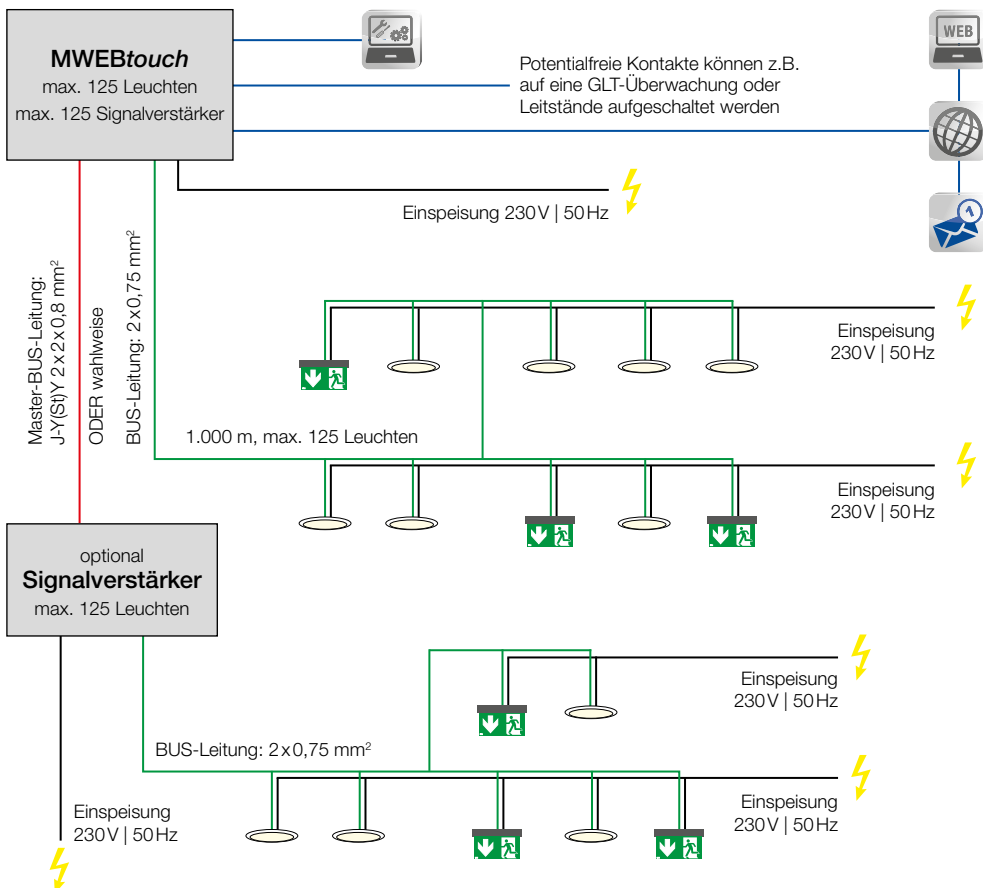 MWEBtouch
max. 125 Leuchten
max. 125 Signalverstärker
WEB
Potentialfreie Kontakte können z.B.
auf eine GLT-Überwachung oder
Leitstände aufgeschaltet werden
1
Einspeisung 230 V | 50 Hz
Master-BUS-Leitung:
J-Y(St)Y 2 x 2 x 0,8 mm²
ODER wahlweise
BUS-Leitung: 2 x 0,75 mm²
Einspeisung
230 V | 50 Hz
1.000 m, max. 125 Leuchten
Einspeisung
230 V | 50 Hz
optional
Signalverstärker
max. 125 Leuchten
Einspeisung
230 V | 50 Hz
BUS-Leitung: 2 x 0,75 mm²
Einspeisung
230 V | 50 Hz
Einspeisung
230 V | 50 Hz